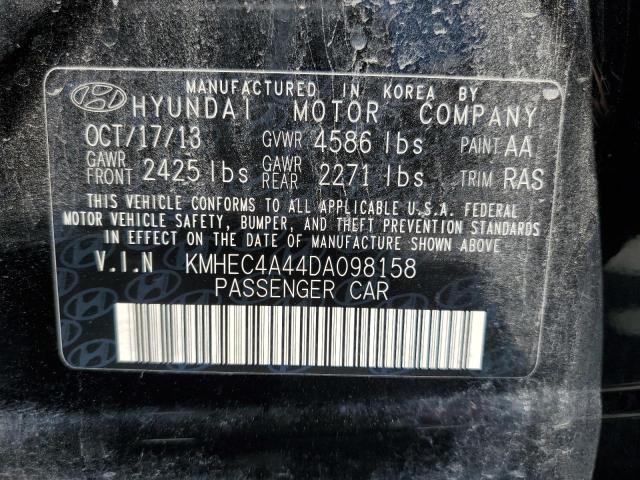 MANUFACTURED IN KOREA BY
HYUNDAI MOTOR COMPANY
OCT/17/13 GVWR 4586 lbs PAINT AA
GAWR FRONT 2425 lbs GAWR REAR 2271 lbs TRIM RAS
THIS VEHICLE CONFORMS TO ALL APPLICABLE U.S.A. FEDERAL
MOTOR VEHICLE SAFETY, BUMPER, AND THEFT PREVENTION STANDARDS
IN EFFECT ON THE DATE OF MANUFACTURE SHOWN ABOVE
V.I.N KMHEC4A44DA098158
PASSENGER CAR